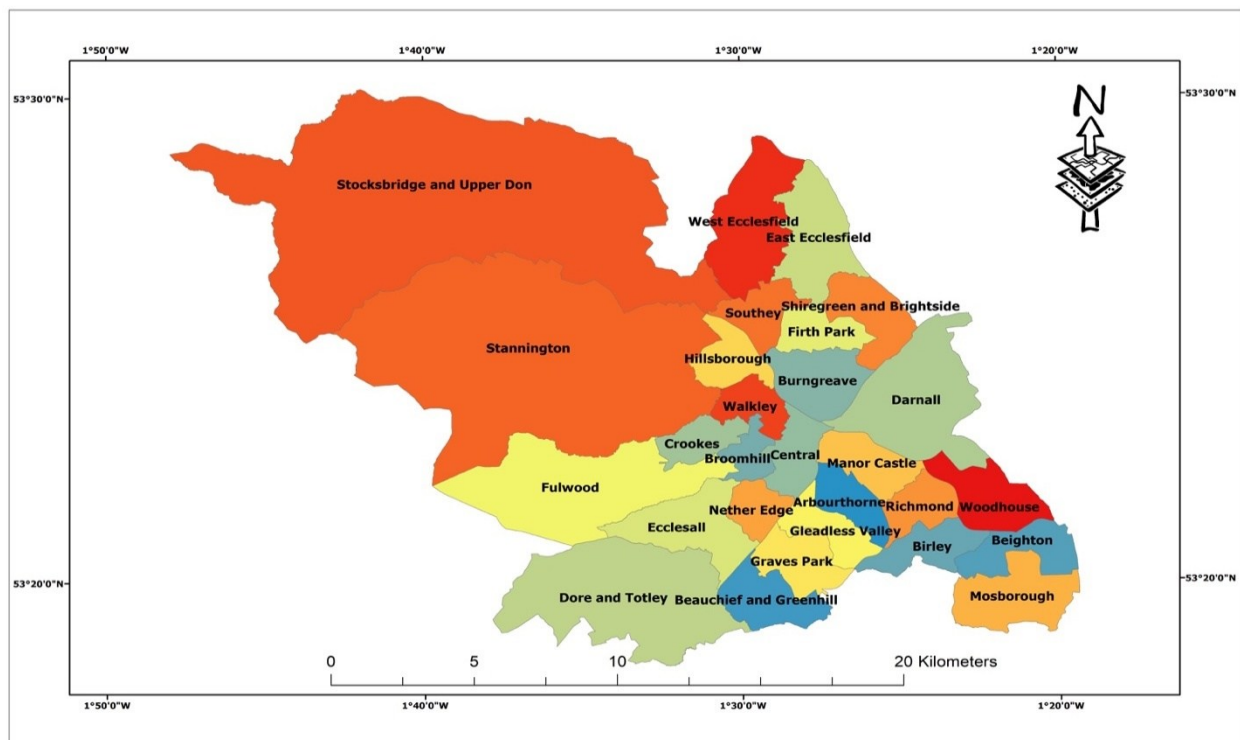 1°50'0"W 1°40'0"W 1°30'0"W 1°20'0"W
53°30'0"N 53°30'0"N
N
Stocksbridge and Upper Don
West Ecclesfield
East Ecclesfield
Shiregreen and Brightside
Southey
Firth Park
Stannington
Hillsborough
Burngreave
Darnall
Walkley
Crookes
Broomhill
Central
Manor Castle
Fulwood
Arbourthorne
Richmond
Woodhouse
Nether Edge
Ecclesall
Gleadless Valley
Birley
Beighton
Graves Park
53°20'0"N 53°20'0"N
Dore and Totley
Beauchief and Greenhill
Mosborough
0 5 10 20 Kilometers
1°50'0"W 1°40'0"W 1°30'0"W 1°20'0"W